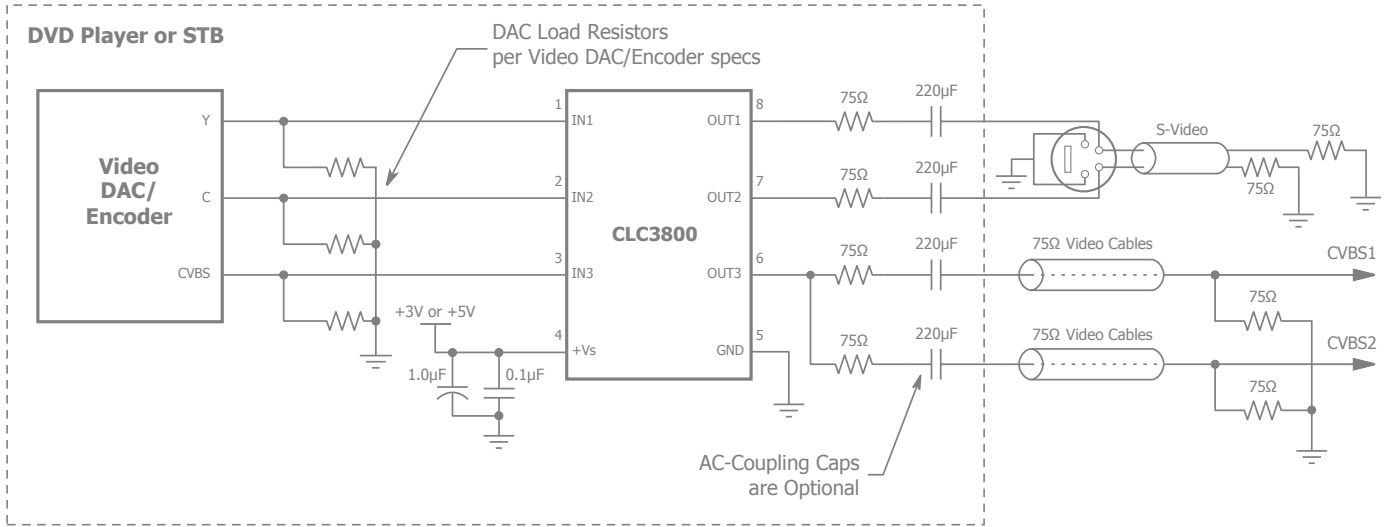 DVD Player or STB
DAC Load Resistors
per Video DAC/Encoder specs
Video
DAC/
Encoder
Y
C
CVBS
1
IN1
2
IN2
3
IN3
+3V or +5V
4
+Vs
1.0µF
0.1µF
CLC3800
8
OUT1
7
OUT2
6
OUT3
5
GND
75Ω
220µF
75Ω
220µF
75Ω
220µF
75Ω
220µF
AC-Coupling Caps
are Optional
S-Video
75Ω
75Ω
75Ω Video Cables
CVBS1
75Ω
75Ω Video Cables
CVBS2
75Ω